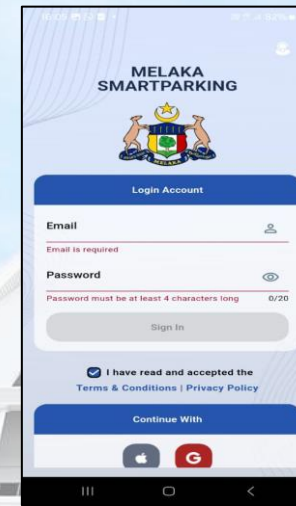 MELAKA
SMARTPARKING
MELAKA
Login Account
Email
Email is required
Password
Password must be at least 4 characters long 0/20
Sign In
I have read and accepted the
Terms & Conditions | Privacy Policy
Continue With
G